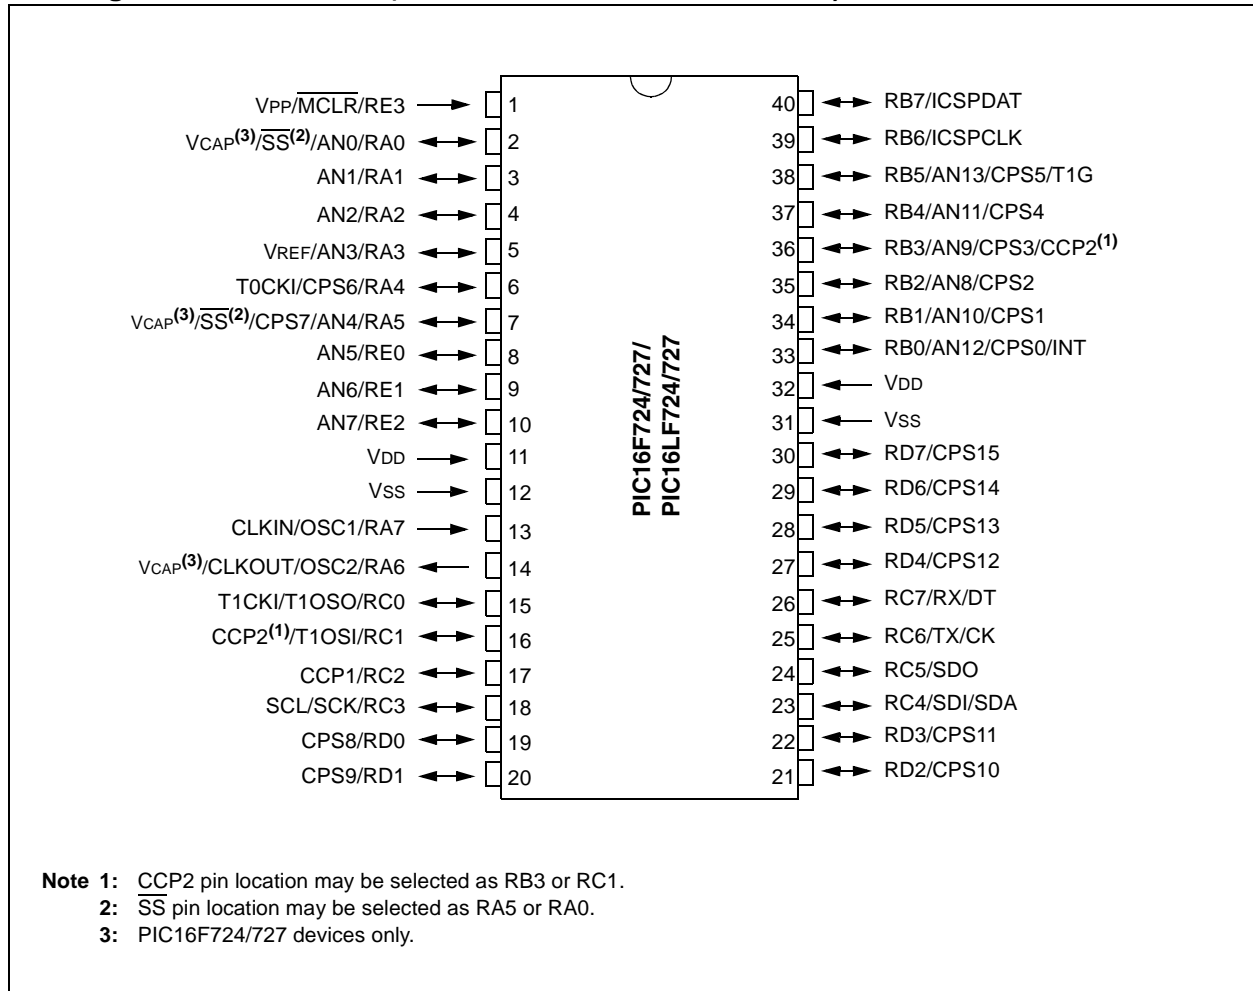 VPP/MCLR/RE3
VCAP(3)/SS(2)/AN0/RA0
AN1/RA1
AN2/RA2
VREF/AN3/RA3
T0CKI/CPS6/RA4
VCAP(3)/SS(2)/CPS7/AN4/RA5
AN5/RE0
AN6/RE1
AN7/RE2
VDD
VSS
CLKIN/OSC1/RA7
VCAP(3)/CLKOUT/OSC2/RA6
T1CKI/T1OSO/RC0
CCP2(1)/T1OSI/RC1
CCP1/RC2
SCL/SCK/RC3
CPS8/RD0
CPS9/RD1
1
2
3
4
5
6
7
8
9
10
11
12
13
14
15
16
17
18
19
20
PIC16F724/727/
PIC16LF724/727
40
39
38
37
36
35
34
33
32
31
30
29
28
27
26
25
24
23
22
21
RB7/ICSPDAT
RB6/ICSPCLK
RB5/AN13/CPS5/T1G
RB4/AN11/CPS4
RB3/AN9/CPS3/CCP2(1)
RB2/AN8/CPS2
RB1/AN10/CPS1
RB0/AN12/CPS0/INT
VDD
VSS
RD7/CPS15
RD6/CPS14
RD5/CPS13
RD4/CPS12
RC7/RX/DT
RC6/TX/CK
RC5/SDO
RC4/SDI/SDA
RD3/CPS11
RD2/CPS10
Note 1: CCP2 pin location may be selected as RB3 or RC1.
2: SS pin location may be selected as RA5 or RA0.
3: PIC16F724/727 devices only.